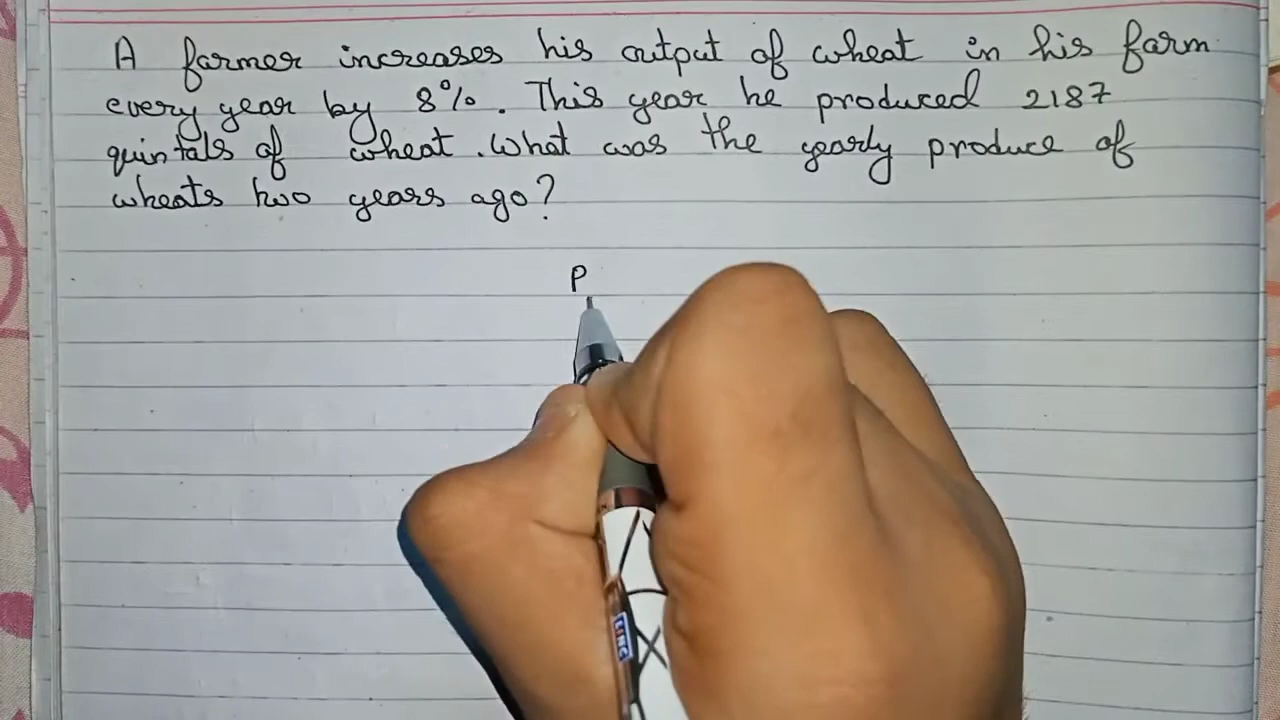 A farmer increases his output of wheat in his farm
every year by 8%. This year he produced 2187
quintals of wheat. What was the yearly produce of
wheats two years ago?
P
LINC